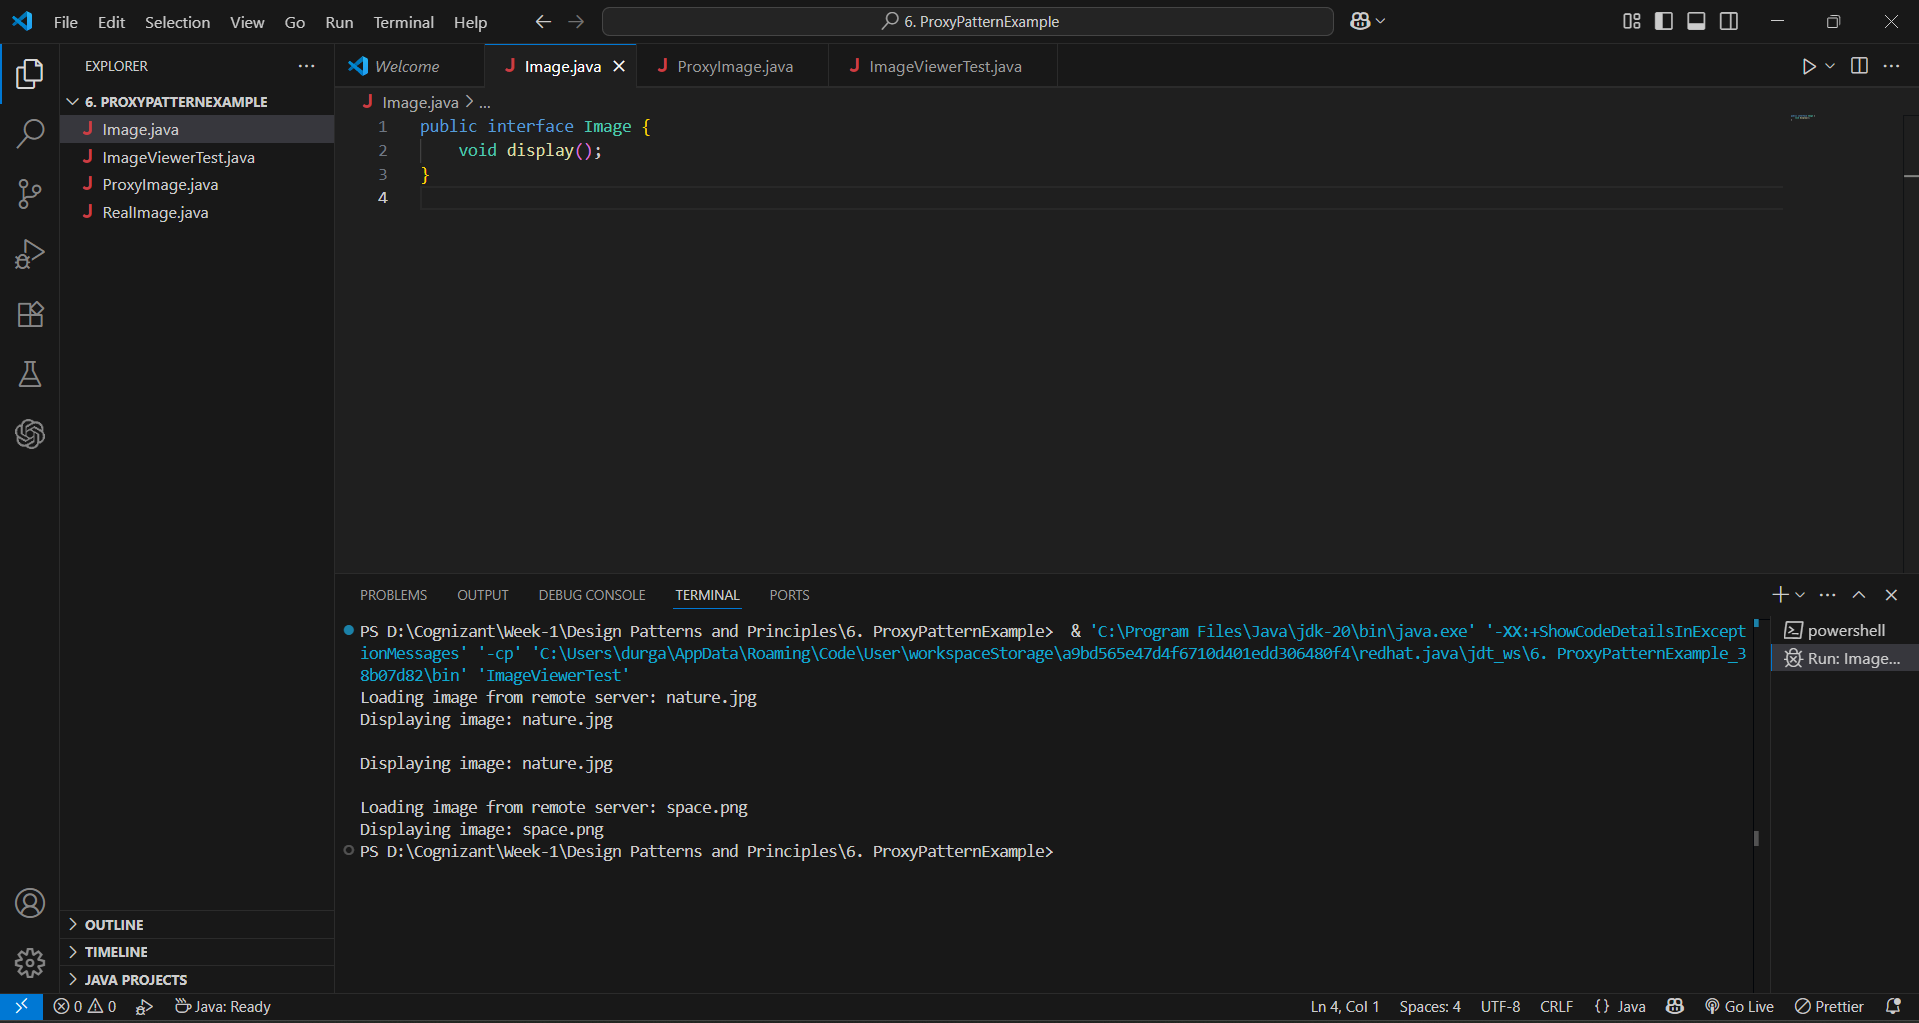 File Edit Selection View Go Run Terminal Help
6. ProxyPatternExample
EXPLORER
6. PROXYPATTERNEXAMPLE
Image.java
ImageViewerTest.java
ProxyImage.java
RealImage.java
OUTLINE
TIMELINE
JAVA PROJECTS
Welcome
Image.java
ProxyImage.java
ImageViewerTest.java
Image.java > ...
1 public interface Image {
2 void display();
3 }
4
PROBLEMS OUTPUT DEBUG CONSOLE TERMINAL PORTS
PS D:\Cognizant\Week-1\Design Patterns and Principles\6. ProxyPatternExample> & 'C:\Program Files\Java\jdk-20\bin\java.exe' '-XX:+ShowCodeDetailsInExcept
ionMessages' '-cp' 'C:\Users\durga\AppData\Roaming\Code\User\workspaceStorage\a9bd565e47d4f6710d401edd306480f4\redhat.java\jdt_ws\6. ProxyPatternExample_3
8b07d82\bin' 'ImageViewerTest'
Loading image from remote server: nature.jpg
Displaying image: nature.jpg
Displaying image: nature.jpg
Loading image from remote server: space.png
Displaying image: space.png
PS D:\Cognizant\Week-1\Design Patterns and Principles\6. ProxyPatternExample>
powershell
Run: Image...
0 0 Java: Ready
Ln 4, Col 1 Spaces: 4 UTF-8 CRLF {} Java Go Live Prettier